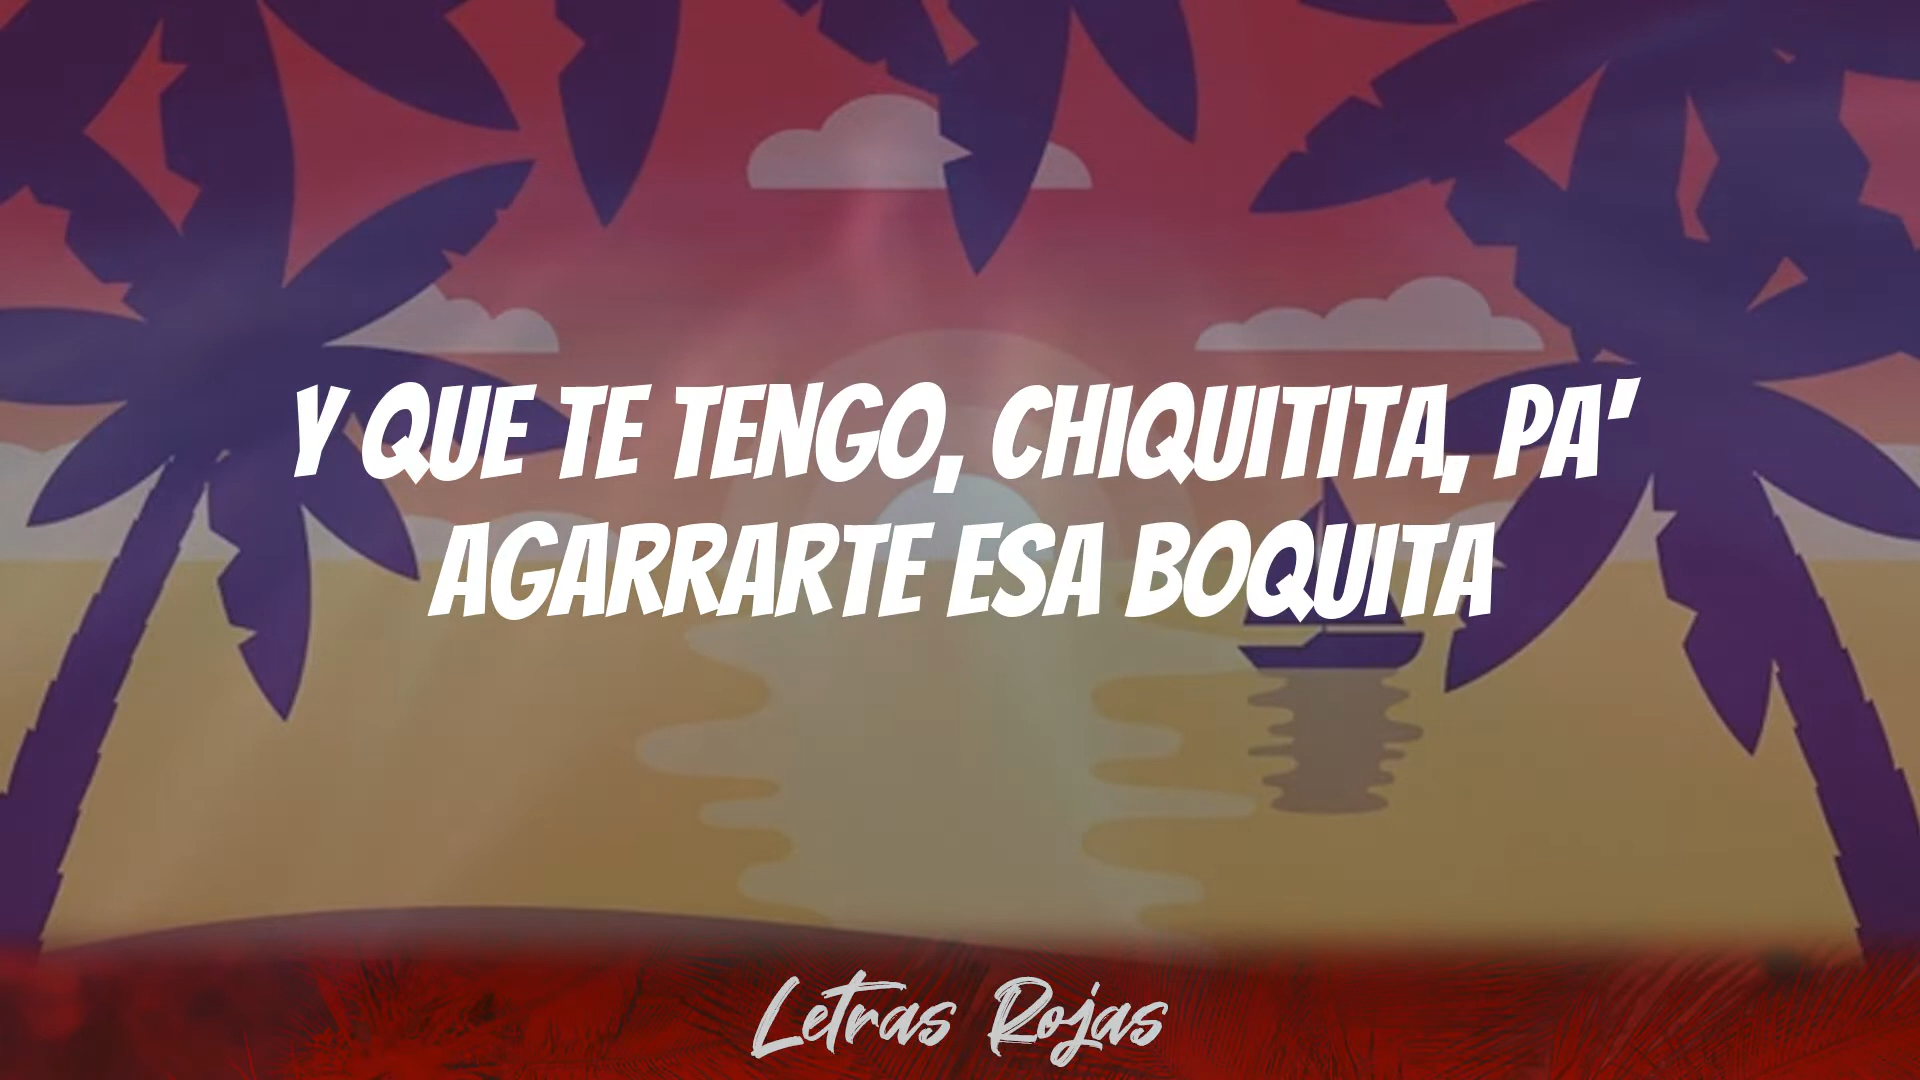 Y QUE TE TENGO, CHIQUITITA, PA'
AGARRARTE ESA BOQUITA
Letras Rojas